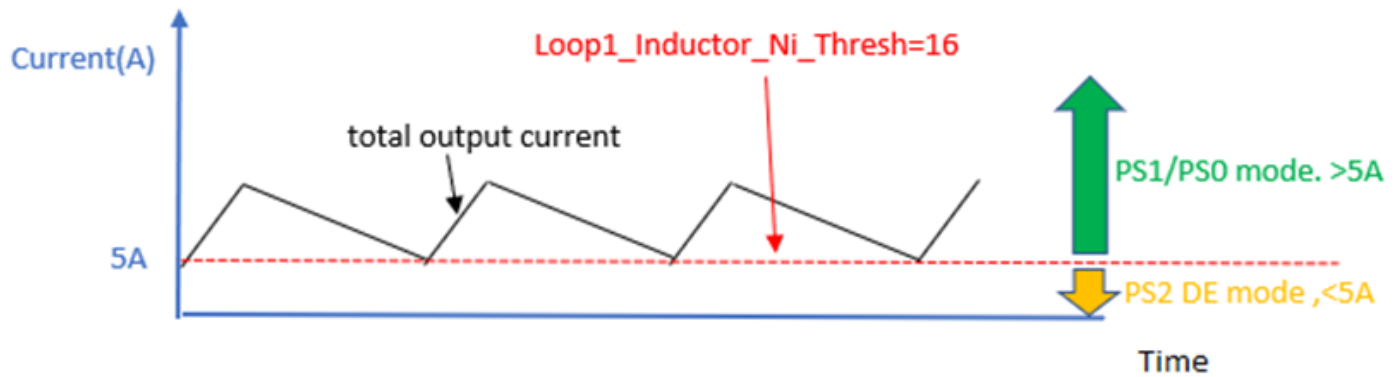 Current(A)
Loop1_Inductor_Ni_Thresh=16
total output current
PS1/PS0 mode. >5A
5A
PS2 DE mode ,<5A
Time